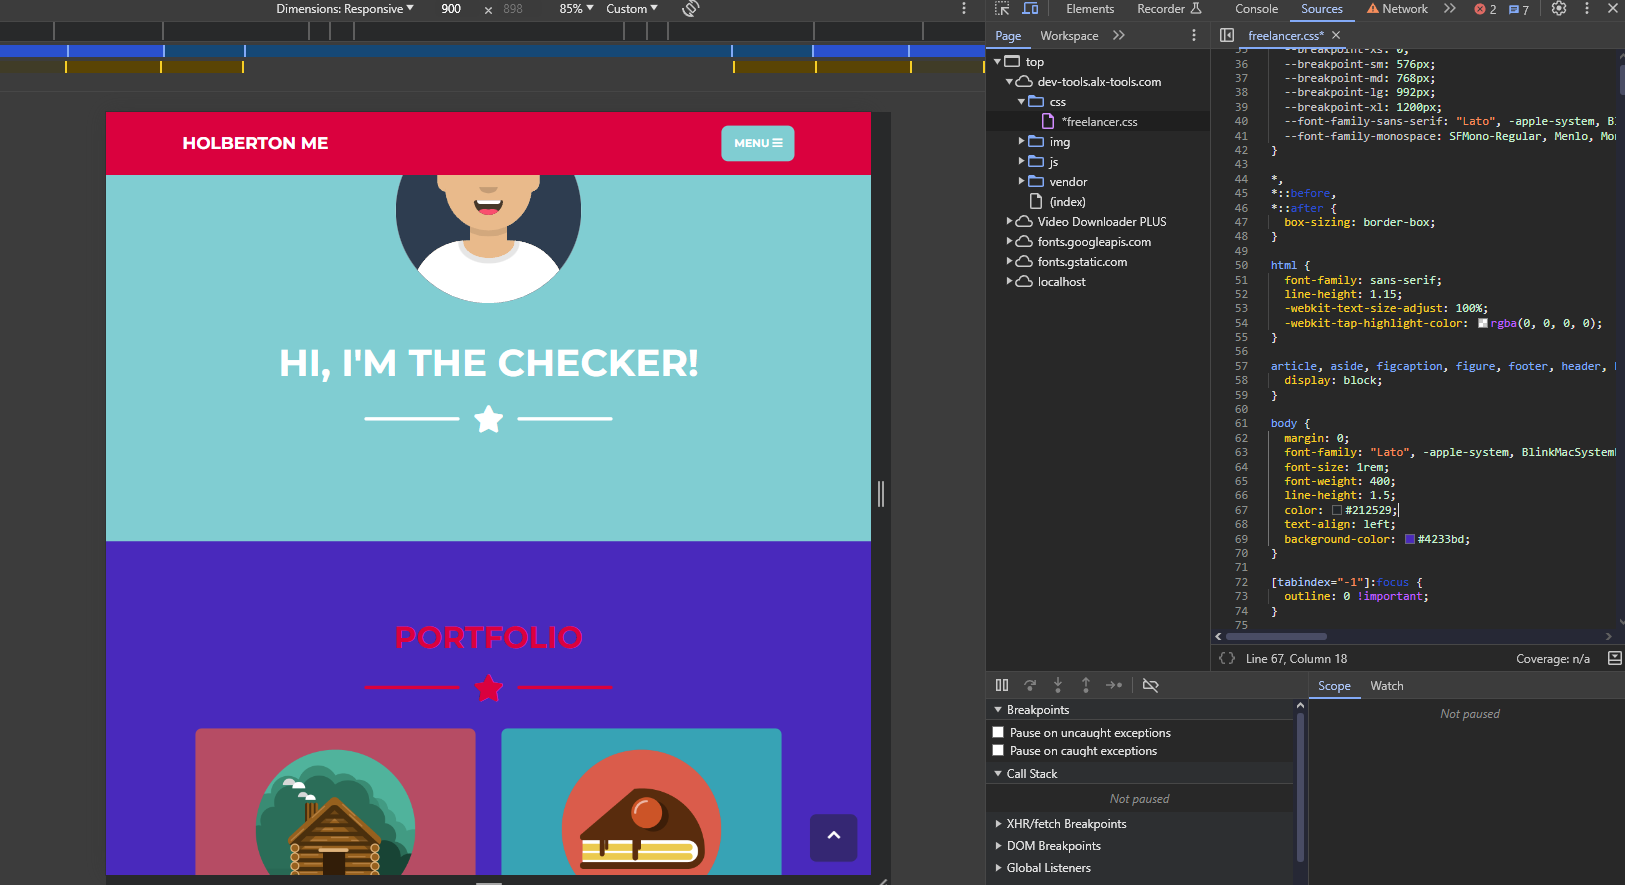 Dimensions: Responsive 900 × 898 85% Custom
Elements Recorder Console Sources Network 2 7
Page Workspace
freelancer.css*
top
dev-tools.alx-tools.com
css
*freelancer.css
img
js
vendor
(index)
Video Downloader PLUS
fonts.googleapis.com
fonts.gstatic.com
localhost
35 --breakpoint-xs: 0;
36 --breakpoint-sm: 576px;
37 --breakpoint-md: 768px;
38 --breakpoint-lg: 992px;
39 --breakpoint-xl: 1200px;
40 --font-family-sans-serif: "Lato", -apple-system,
41 --font-family-monospace: SFMono-Regular, Menlo,
42 }
43
44 *,
45 *::before,
46 *::after {
47 box-sizing: border-box;
48 }
49
50 html {
51 font-family: sans-serif;
52 line-height: 1.15;
53 -webkit-text-size-adjust: 100%;
54 -webkit-tap-highlight-color: rgba(0, 0, 0, 0);
55 }
56
57 article, aside, figcaption, figure, footer, header,
58 display: block;
59 }
60
61 body {
62 margin: 0;
63 font-family: "Lato", -apple-system, BlinkMacSystem
64 font-size: 1rem;
65 font-weight: 400;
66 line-height: 1.5;
67 color: #212529;
68 text-align: left;
69 background-color: #4233bd;
70 }
71
72 [tabindex="-1"]:focus {
73 outline: 0 !important;
74 }
75
{} Line 67, Column 18 Coverage: n/a
HOLBERTON ME
MENU
HI, I'M THE CHECKER!
PORTFOLIO
Breakpoints
Pause on uncaught exceptions
Pause on caught exceptions
Call Stack
Not paused
XHR/fetch Breakpoints
DOM Breakpoints
Global Listeners
Scope Watch
Not paused